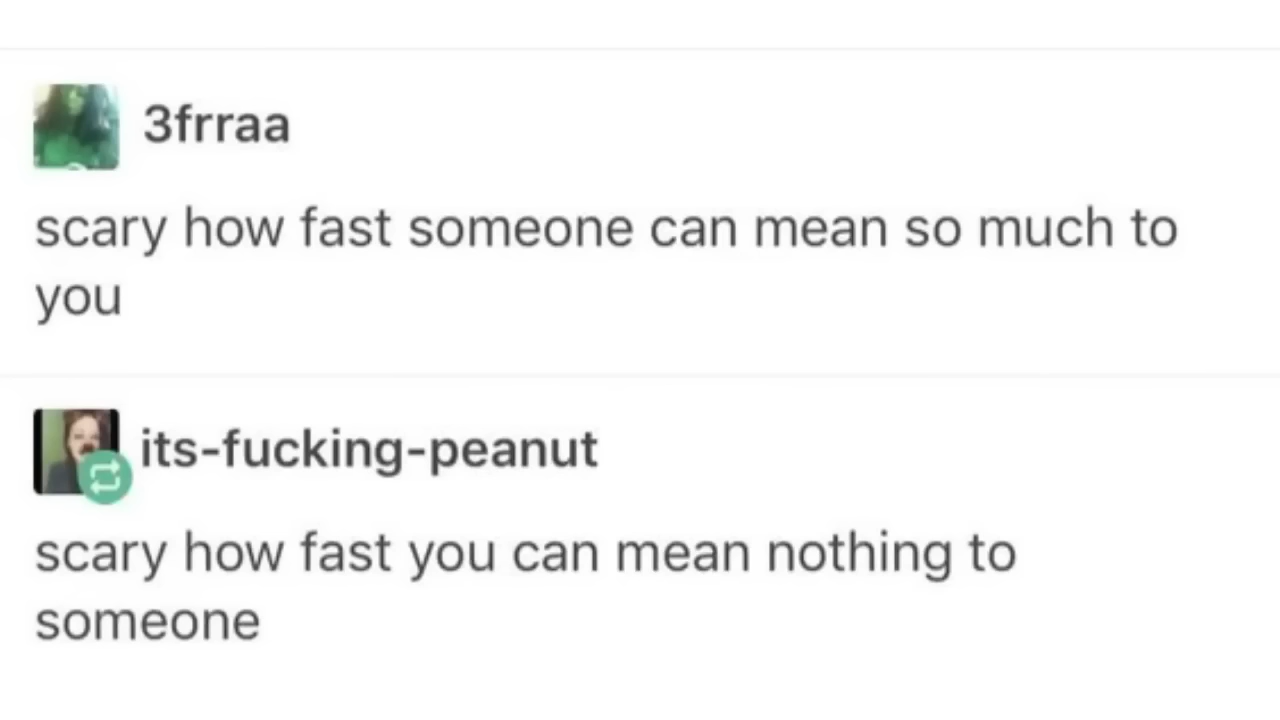 3frraa
scary how fast someone can mean so much to
you
its-fucking-peanut
scary how fast you can mean nothing to
someone